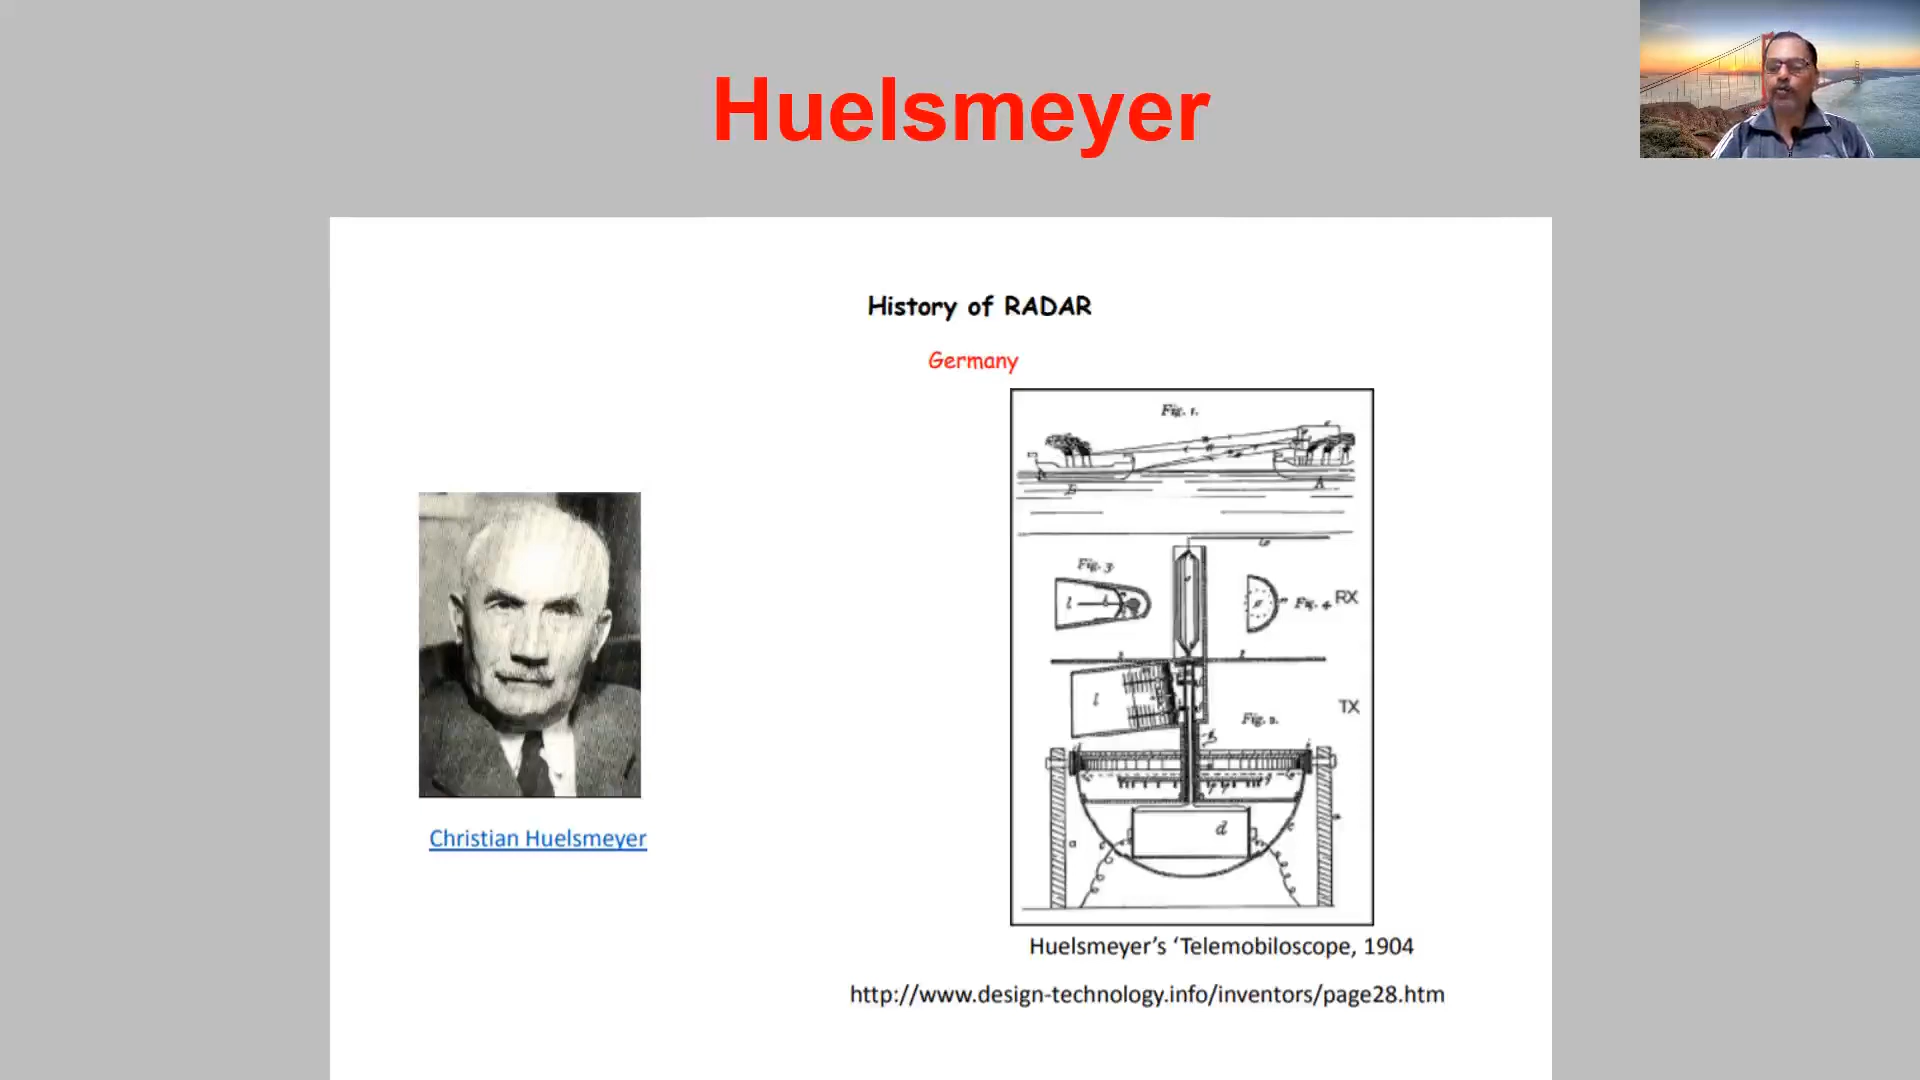 Huelsmeyer
History of RADAR
Germany
Fig. 1.
B
A
Fig. 3.
l
Fig. 4
RX
l
TX
Fig. 2.
d
a
Christian Huelsmeyer
Huelsmeyer’s ‘Telemobiloscope, 1904
http://www.design-technology.info/inventors/page28.htm